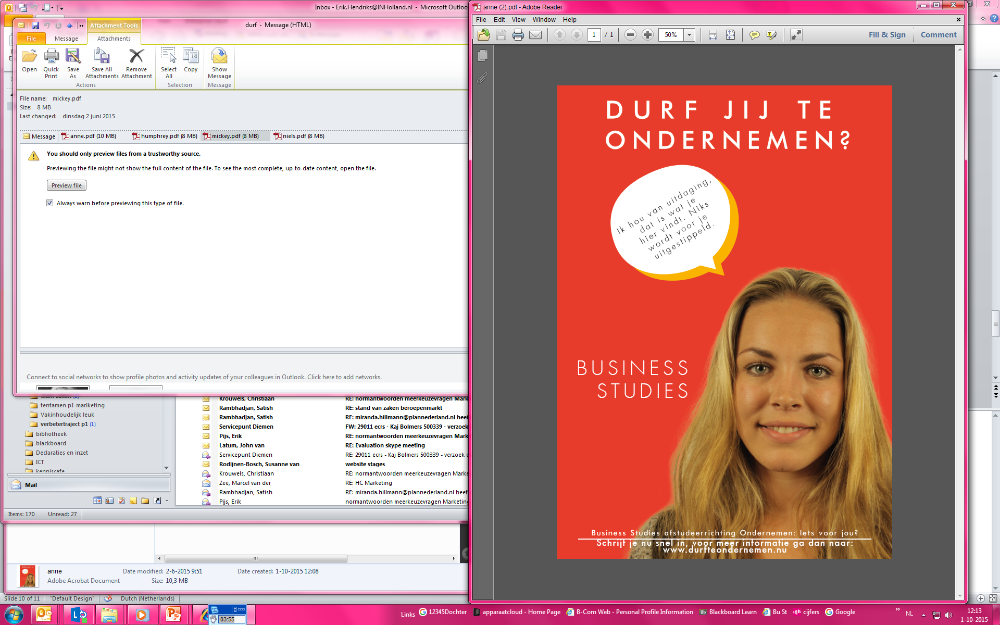 Inbox - Erik.Hendriks@INHolland.nl - Microsoft Outloo
durf - Message (HTML)
Attachment Tools
File
Message
Attachments
Open
Quick Print
Save As
Save All Attachments
Remove Attachment
Select All
Copy
Show Message
Actions
Selection
Message
File name: mickey.pdf
Size: 8 MB
Last changed: dinsdag 2 juni 2015
Message
anne.pdf (10 MB)
humphrey.pdf (8 MB)
mickey.pdf (8 MB)
niels.pdf (8 MB)
You should only preview files from a trustworthy source.
Previewing the file might not show the full content of the file. To see the most complete, up-to-date content, open the file.
Preview file
Always warn before previewing this type of file.
Connect to social networks to show profile photos and activity updates of your colleagues in Outlook. Click here to add networks.
team zaken (2)
tentamen p1 marlketing
Vakinhoudelijk leuk
verbetertraject p1 (1)
bibliotheek
blackboard
Declaraties en inzet
ICT
kenniscafe
Mail
Krouwels, Christiaan RE: normantwoorden meerkeuzevragen Mark
Rambhadjan, Satish RE: stand van zaken beroepenmarkt
Rambhadjan, Satish RE: miranda.hillmann@plannederland.nl heef
Servicepunt Diemen FW: 29011 ecrs - Kaj Bolmers 500339 - verzoek
Pijs, Erik RE: normantwoorden meerkeuzevragen Mark
Latum, John van RE: Evaluation skype meeting
Servicepunt Diemen RE: 29011 ecrs - Kaj Bolmers 500339 - verzoek
Rodijnen-Bosch, Susanne van website stages
Krouwels, Christiaan RE: normantwoorden meerkeuzevragen Marke
Zee, Marcel van der RE: HC Marketing
Rambhadjan, Satish RE: miranda.hillmann@plannederland.nl heef
Pijs, Erik normantwoorden meerkeuzevragen Marketing
Items: 170 Unread: 27
anne
Adobe Acrobat Document
Date modified: 2-6-2015 9:51
Size: 10,3 MB
Date created: 1-10-2015 12:08
Slide 10 of 11 "Default Design" Dutch (Netherlands)
anne (2).pdf - Adobe Reader
File Edit View Window Help
1 / 1
50%
Fill & Sign
Comment
DURF JIJ TE
ONDERNEMEN?
Ik hou van uitdaging,
dat is wat je
hier vindt. Niks
wordt voor je
uitgestippeld.
BUSINESS
STUDIES
Business Studies afstudeerrichting Ondernemen: Iets voor jou?
Schrijf je nu snel in, voor meer informatie ga dan naar:
www.durfteondernemen.nu
03:55
Links 12345Dochter apparaatcloud - Home Page B-Com Web - Personal Profile Information Bb Blackboard Learn Bu St cijfers Google
NL
12:13
1-10-2015